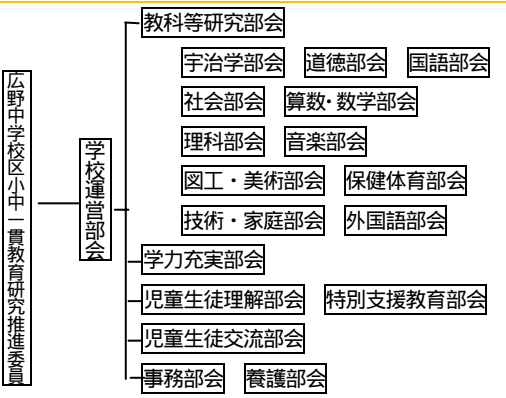 広野中学校区小中一貫教育研究推進委員
学校運営部会
教科等研究部会
宇治学部会 道徳部会 国語部会
社会部会 算数・数学部会
理科部会 音楽部会
図工・美術部会 保健体育部会
技術・家庭部会 外国語部会
学力充実部会
児童生徒理解部会 特別支援教育部会
児童生徒交流部会
事務部会 養護部会